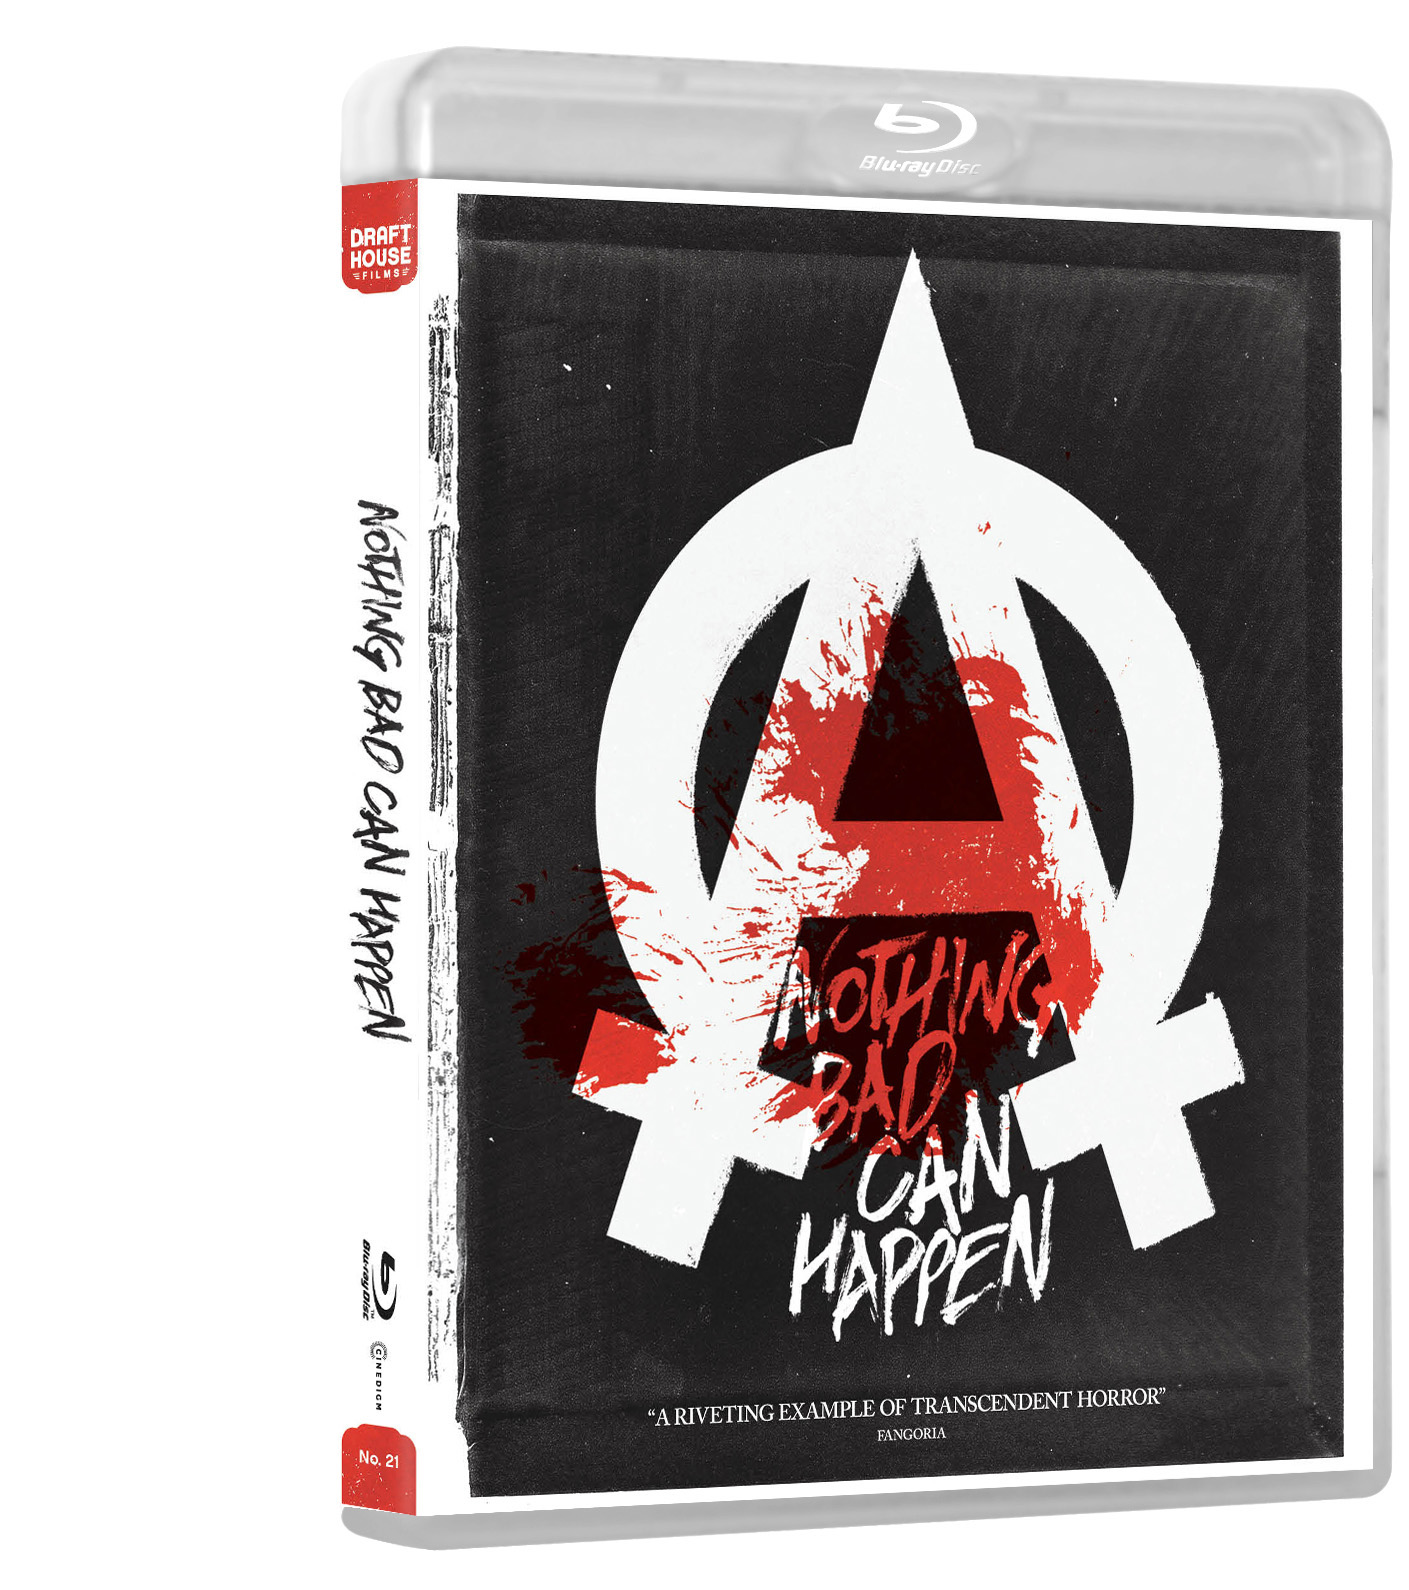 Blu-ray Disc
DRAFT
HOUSE
FILMS
NOTHING BAD CAN HAPPEN
Blu-ray Disc™
CINEDIGM
No. 21
NOTHING
BAD
CAN
HAPPEN
“A RIVETING EXAMPLE OF TRANSCENDENT HORROR”
FANGORIA